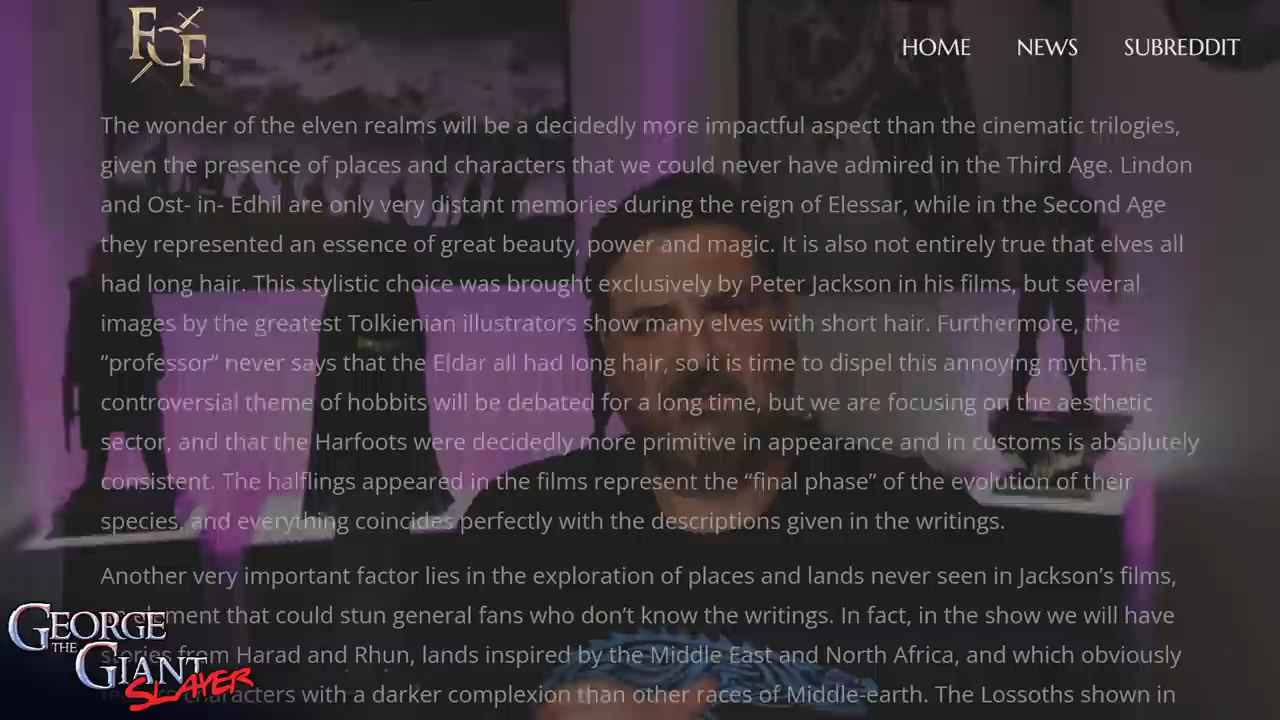 FCF
HOME NEWS SUBREDDIT
The wonder of the elven realms will be a decidedly more impactful aspect than the cinematic trilogies,
given the presence of places and characters that we could never have admired in the Third Age. Lindon
and Ost- in- Edhil are only very distant memories during the reign of Elessar, while in the Second Age
they represented an essence of great beauty, power and magic. It is also not entirely true that elves all
had long hair. This stylistic choice was brought exclusively by Peter Jackson in his films, but several
images by the greatest Tolkienian illustrators show many elves with short hair. Furthermore, the
“professor“ never says that the Eldar all had long hair, so it is time to dispel this annoying myth.The
controversial theme of hobbits will be debated for a long time, but we are focusing on the aesthetic
sector, and that the Harfoots were decidedly more primitive in appearance and in customs is absolutely
consistent. The halflings appeared in the films represent the “final phase” of the evolution of their
species, and everything coincides perfectly with the descriptions given in the writings.
Another very important factor lies in the exploration of places and lands never seen in Jackson’s films,
that could stun general fans who don’t know the writings. In fact, in the show we will have
stories from Harad and Rhun, lands inspired by the Middle East and North Africa, and which obviously
characters with a darker complexion than other races of Middle-earth. The Lossoths shown in
GEORGE
THE
GIANT
SLAYER